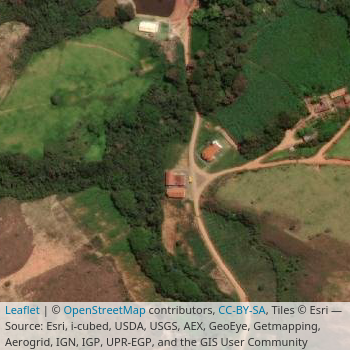 Leaflet | © OpenStreetMap contributors, CC-BY-SA, Tiles © Esri —
Source: Esri, i-cubed, USDA, USGS, AEX, GeoEye, Getmapping,
Aerogrid, IGN, IGP, UPR-EGP, and the GIS User Community